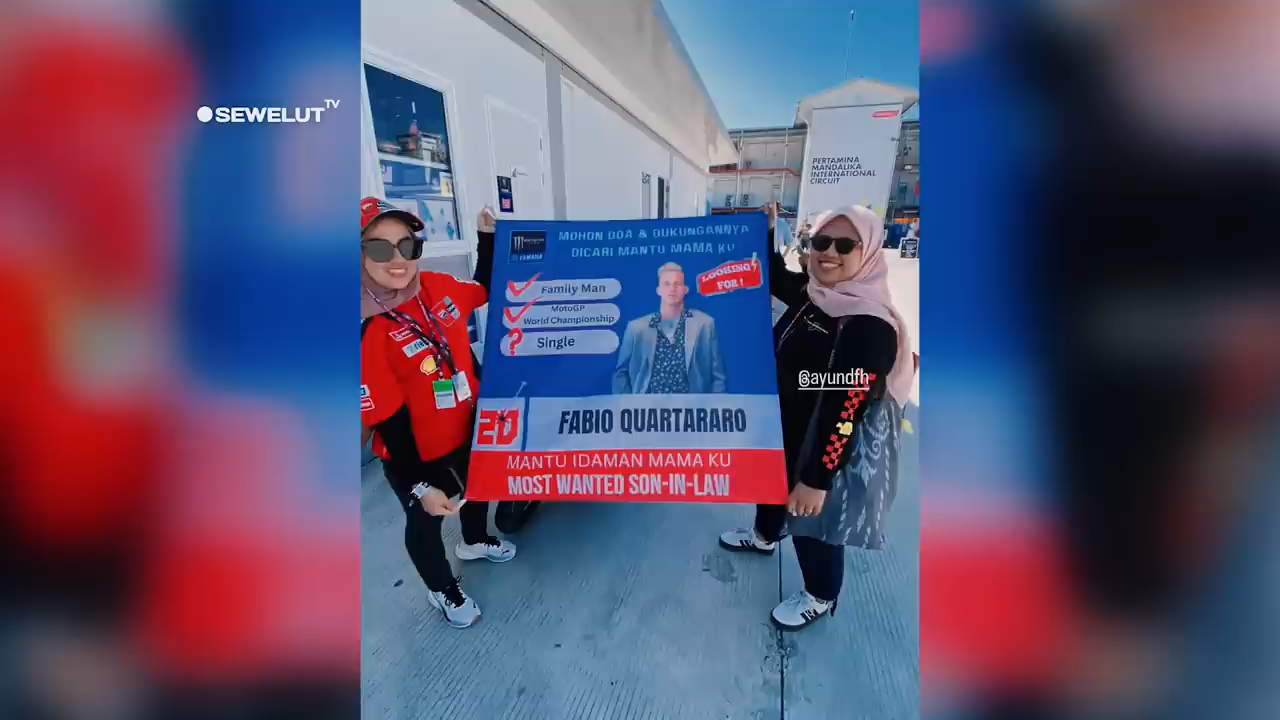 SEWELUT TV
PERTAMINA
MANDALIKA
INTERNATIONAL
CIRCUIT
MOHON DOA & DUKUNGANNYA
DICARI MANTU MAMA KU
YAMAHA
LOOKING
FOR !
Family Man
MotoGP
World Championship
Single
?
@ayundfh
20
FABIO QUARTARARO
MANTU IDAMAN MAMA KU
MOST WANTED SON-IN-LAW